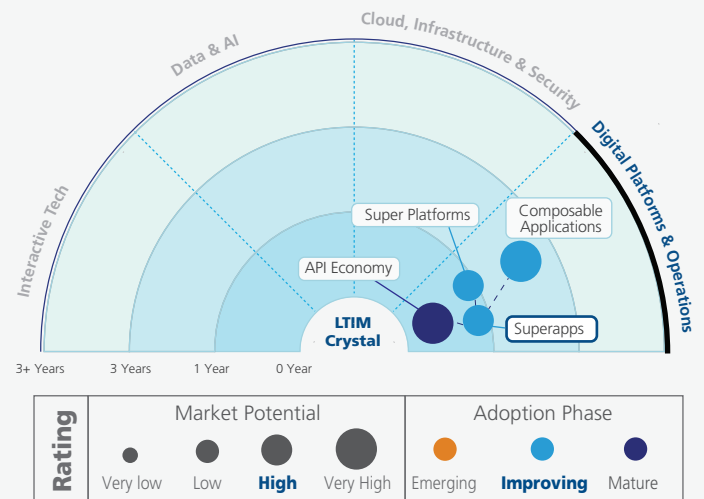 Cloud, Infrastructure & Security
Data & AI
Interactive Tech
Digital Platforms & Operations
Super Platforms
Composable
Applications
API Economy
LTIM
Crystal
Superapps
3+ Years
3 Years
1 Year
0 Year
Rating
Market Potential
Adoption Phase
Very low
Low
High
Very High
Emerging
Improving
Mature